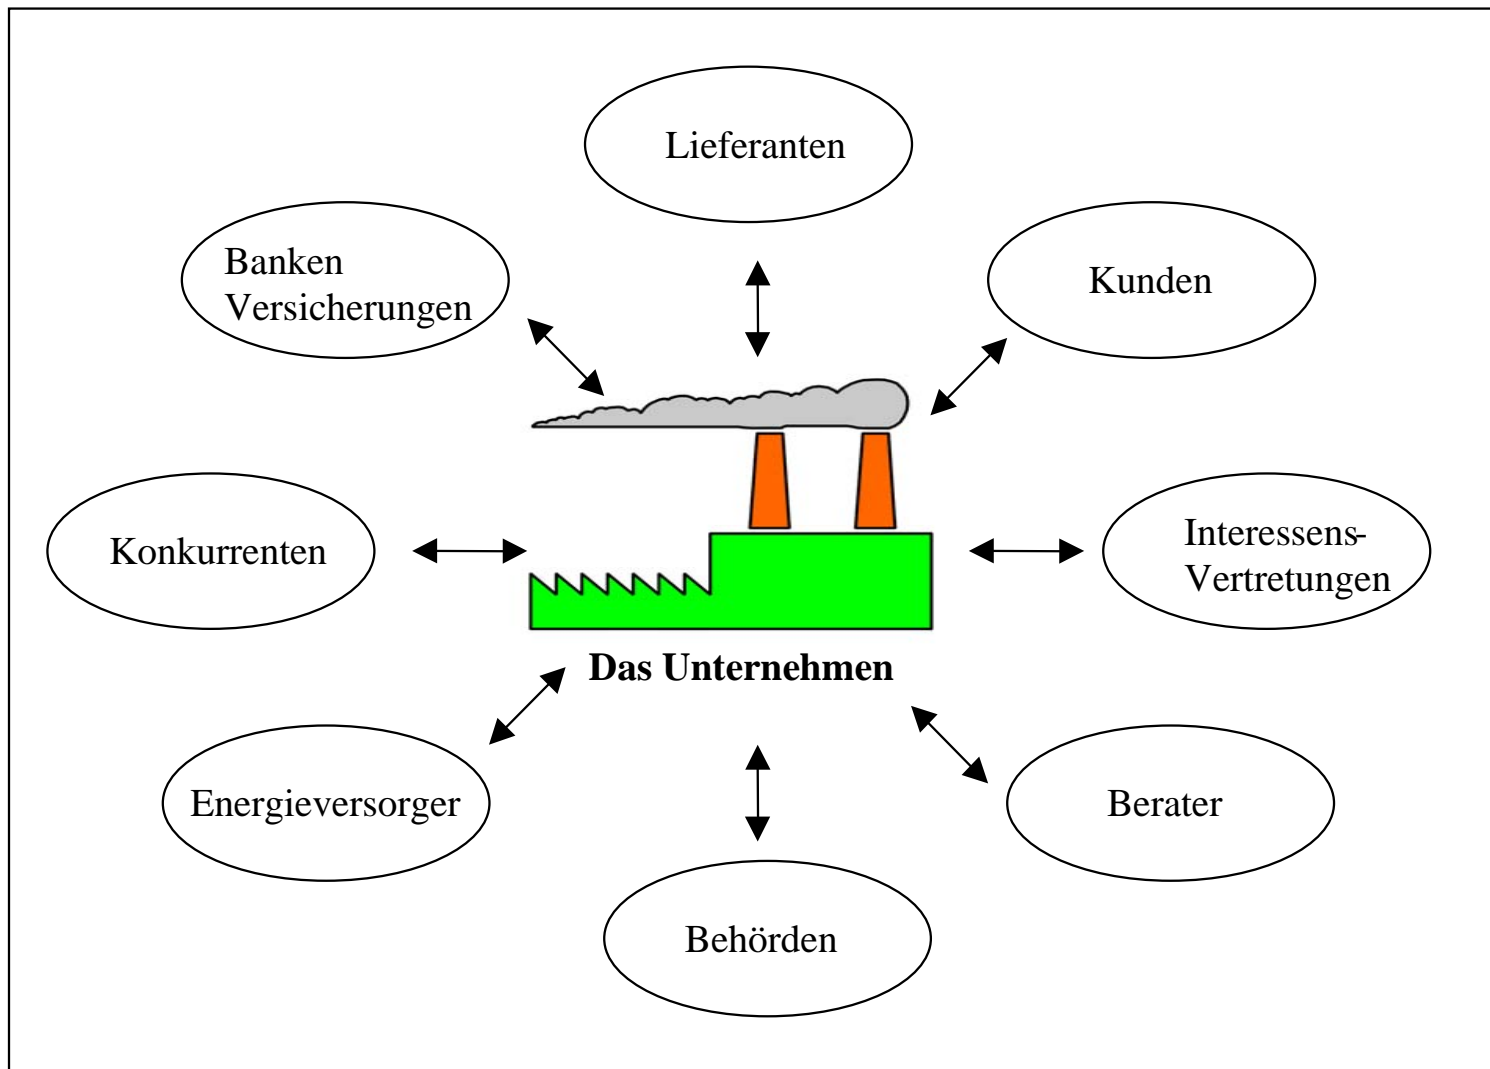 Lieferanten
Banken
Versicherungen
Kunden
Konkurrenten
Interessens-
Vertretungen
Das Unternehmen
Energieversorger
Berater
Behörden